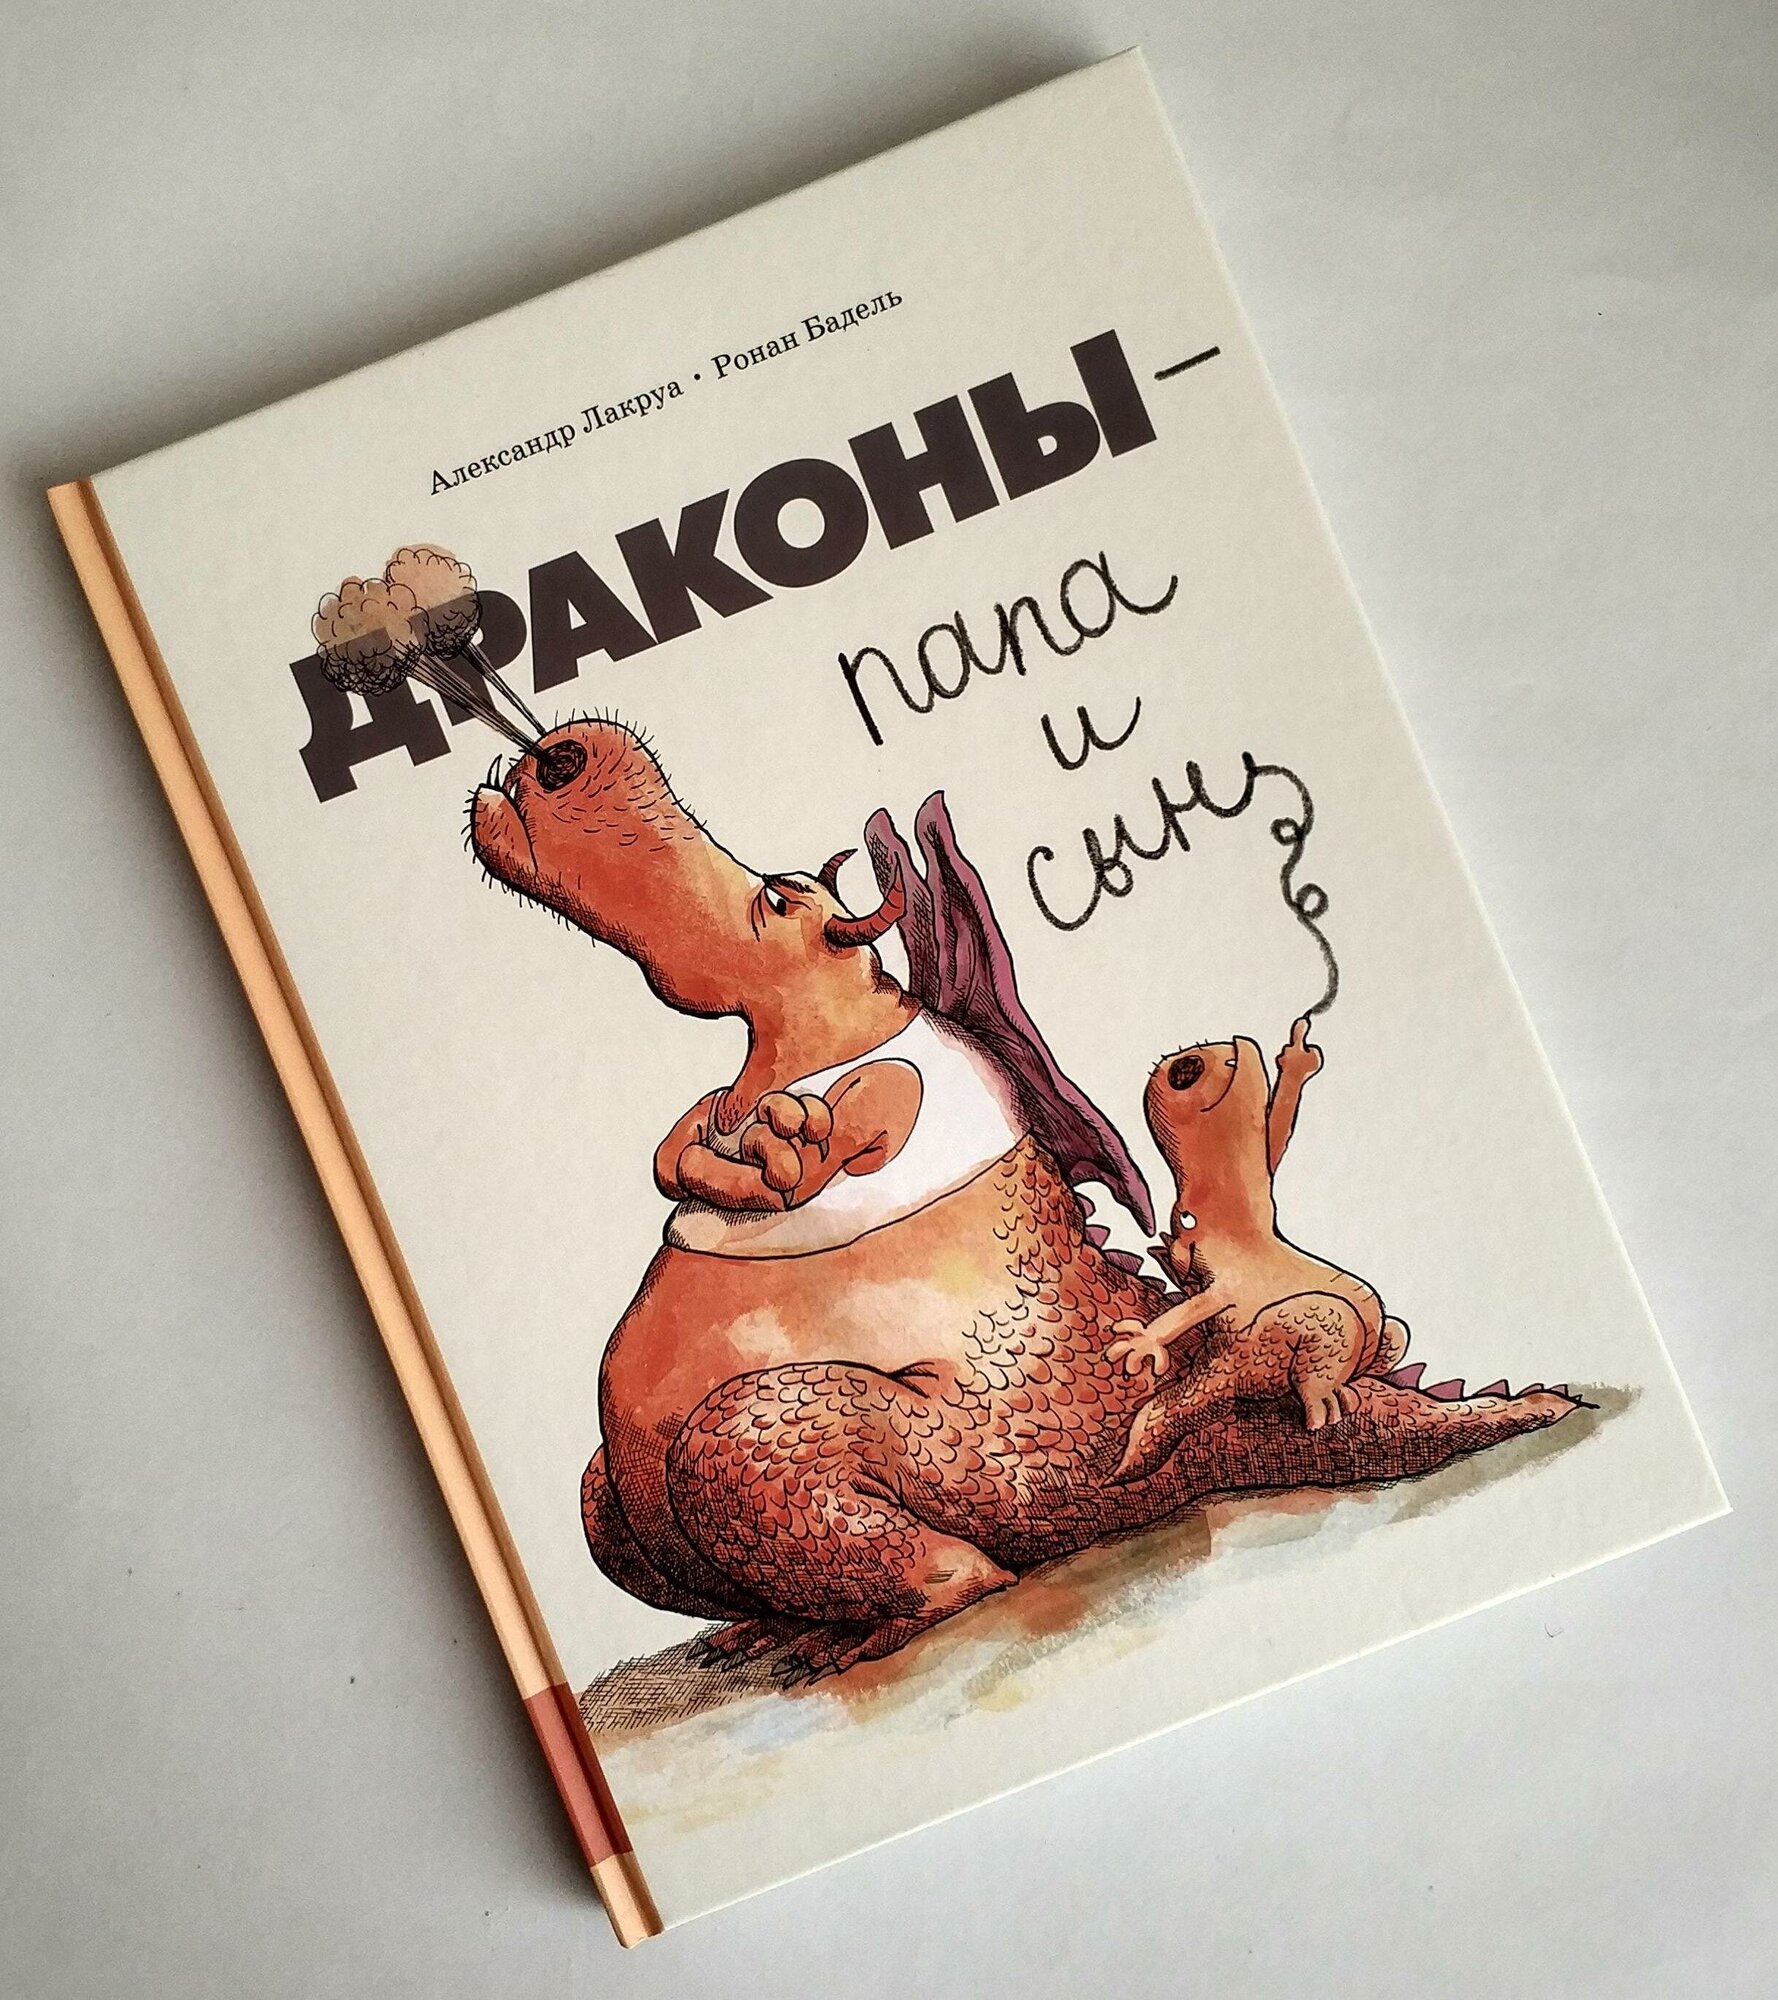 Александр Лакруа · Ронан Бадель
ДРАКОНЫ –
папа
и
сын